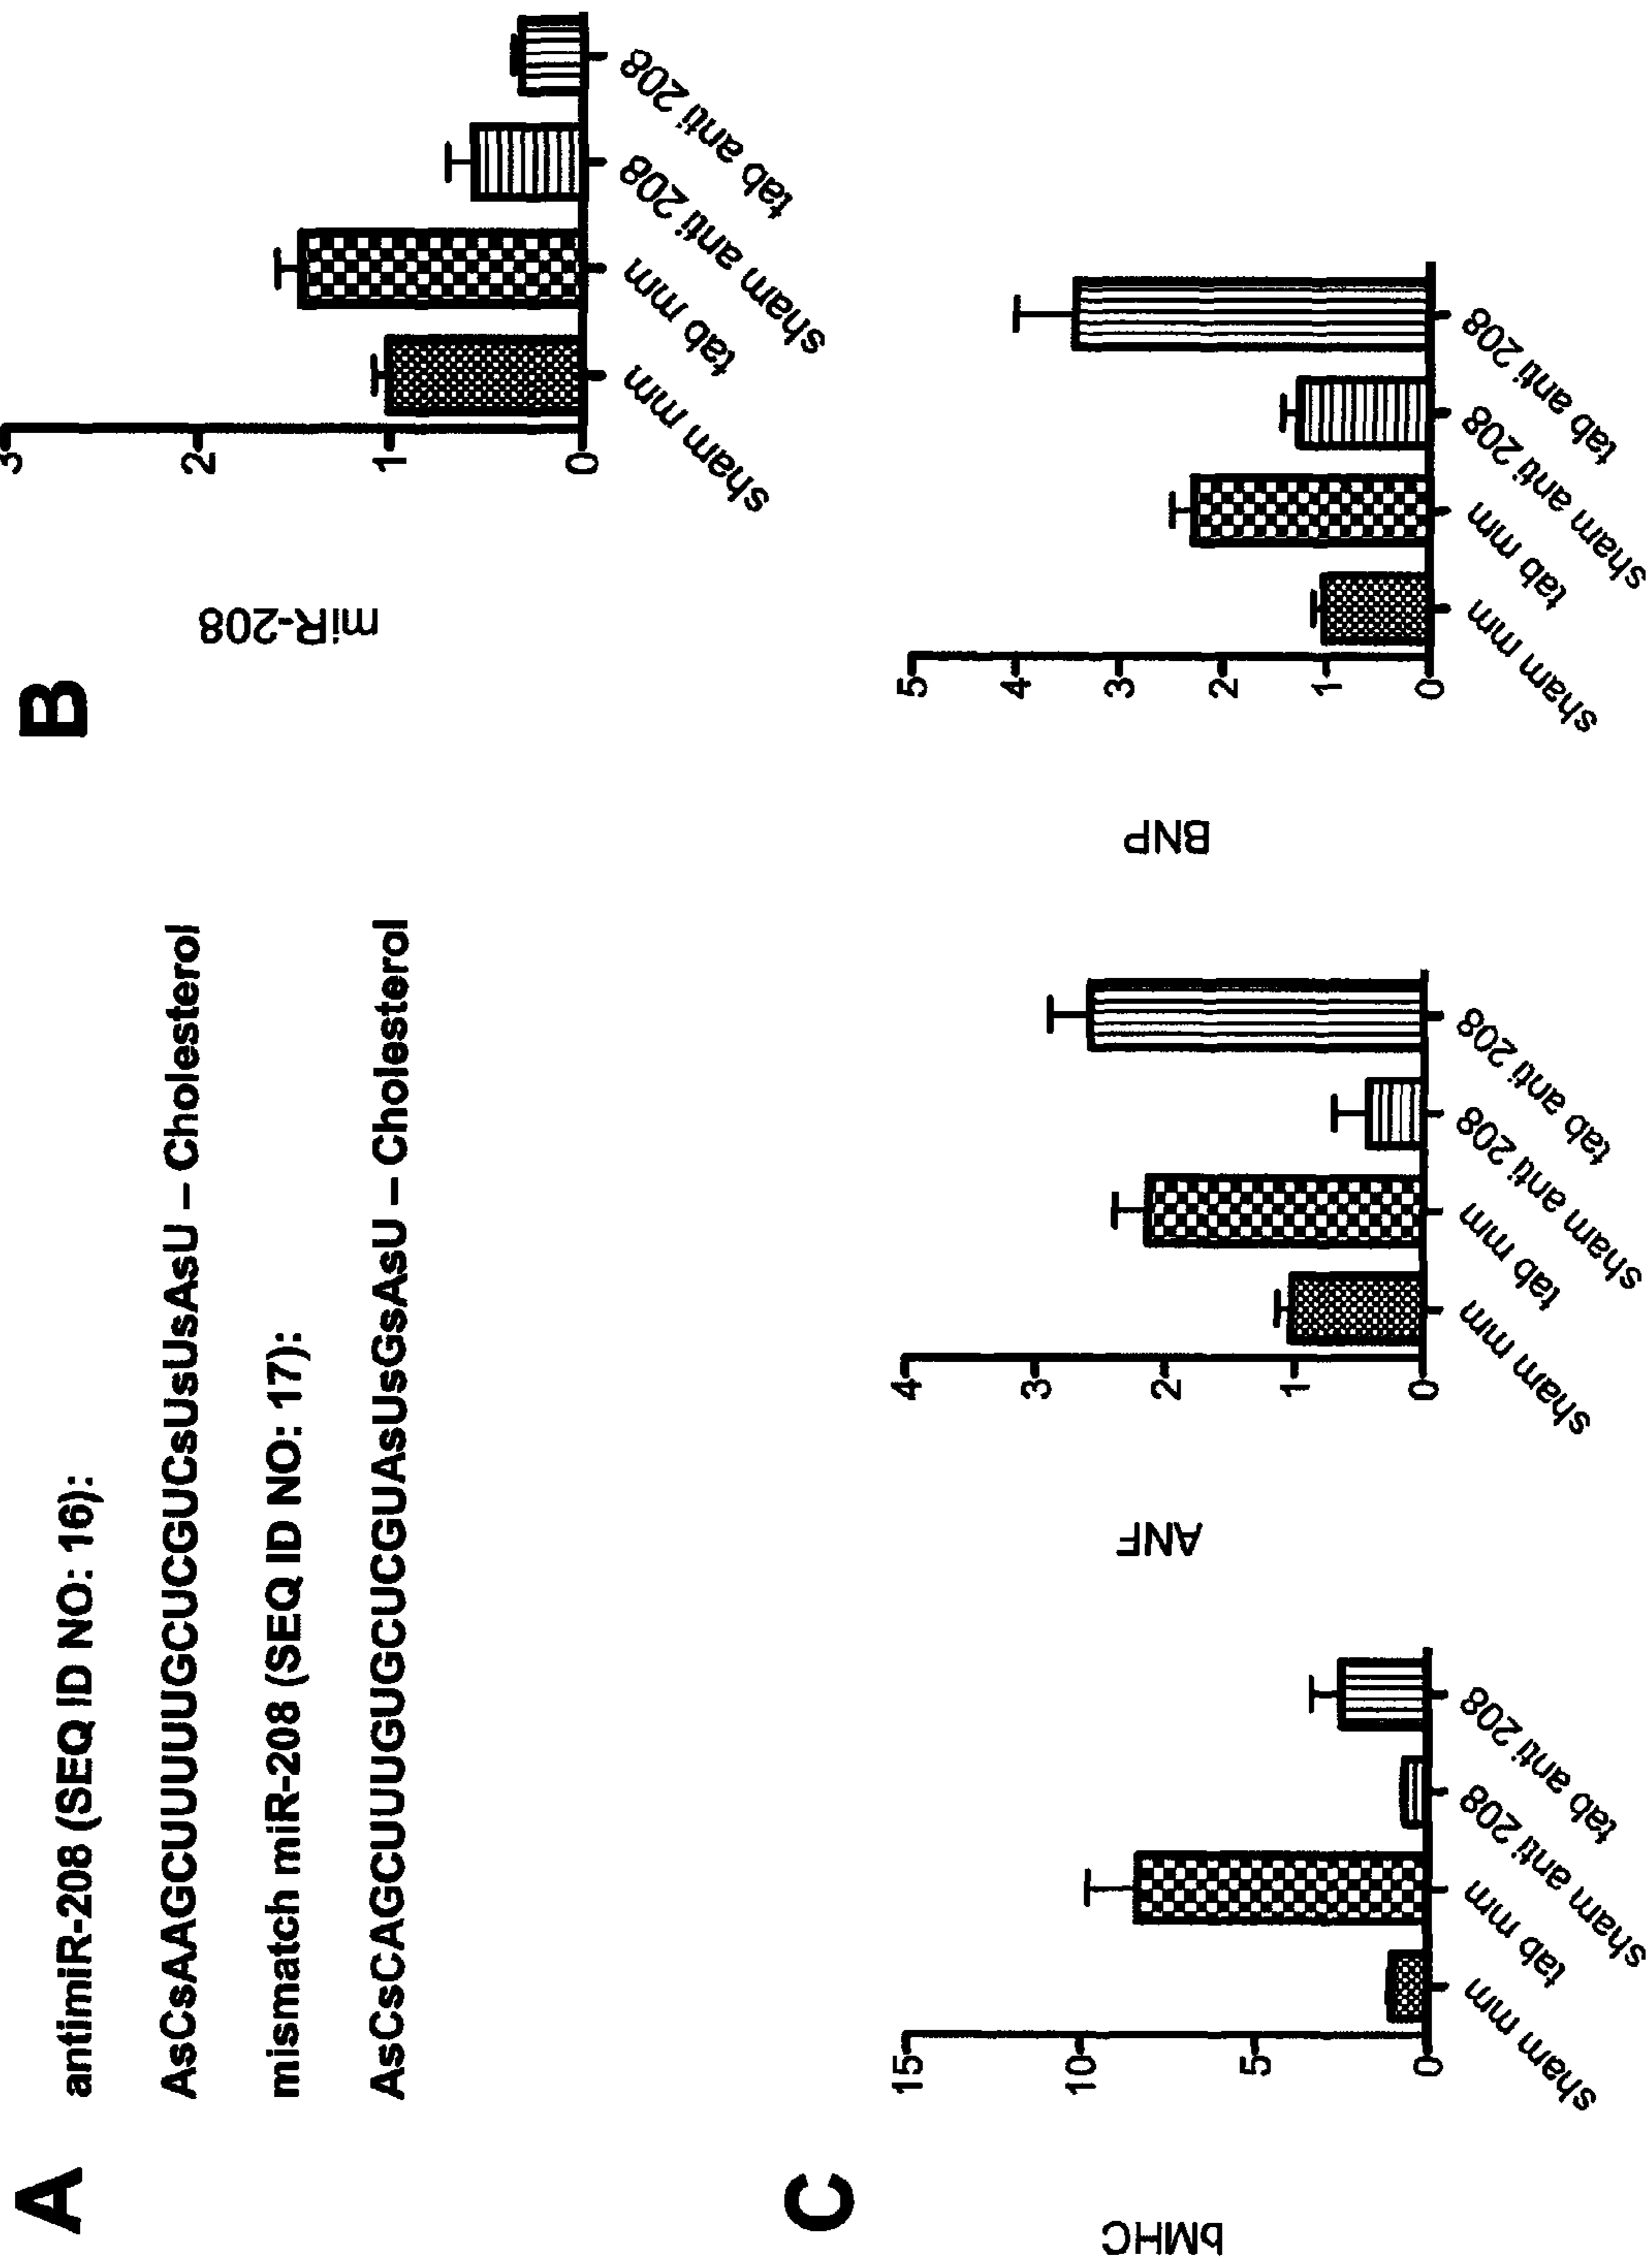 A
antimiR-208 (SEQ ID NO: 16):
AsCsAAGCUUUUUGCUCGUCsUsUsAsU – Cholesterol
mismatch miR-208 (SEQ ID NO: 17):
AsCsCAGCUUUGUGCUCGUAsUsGsAsU – Cholesterol
B
miR-208
3
2
1
0
sham mm
tab mm
sham anti 208
tab anti 208
C
bMHC
15
10
5
0
sham mm
tab mm
sham anti 208
tab anti 208
ANF
4
3
2
1
0
sham mm
tab mm
sham anti 208
tab anti 208
BNP
5
4
3
2
1
0
sham mm
tab mm
sham anti 208
tab anti 208